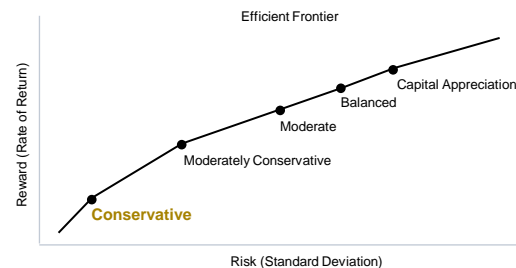 Efficient Frontier
Reward (Rate of Return)
Capital Appreciation
Balanced
Moderate
Moderately Conservative
Conservative
Risk (Standard Deviation)